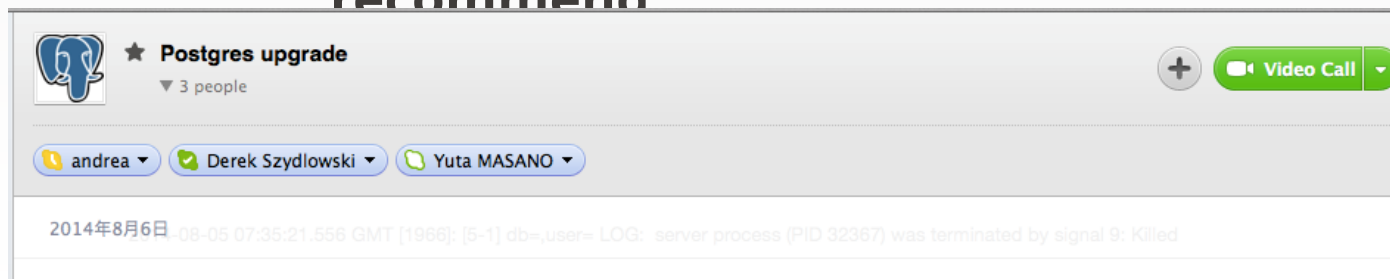 recommend
Postgres upgrade
3 people
Video Call
andrea
Derek Szydlowski
Yuta MASANO
2014年8月6日
-08-05 07:35:21.556 GMT [1966]: [5-1] db=,user= LOG: server process (PID 32367) was terminated by signal 9: Killed